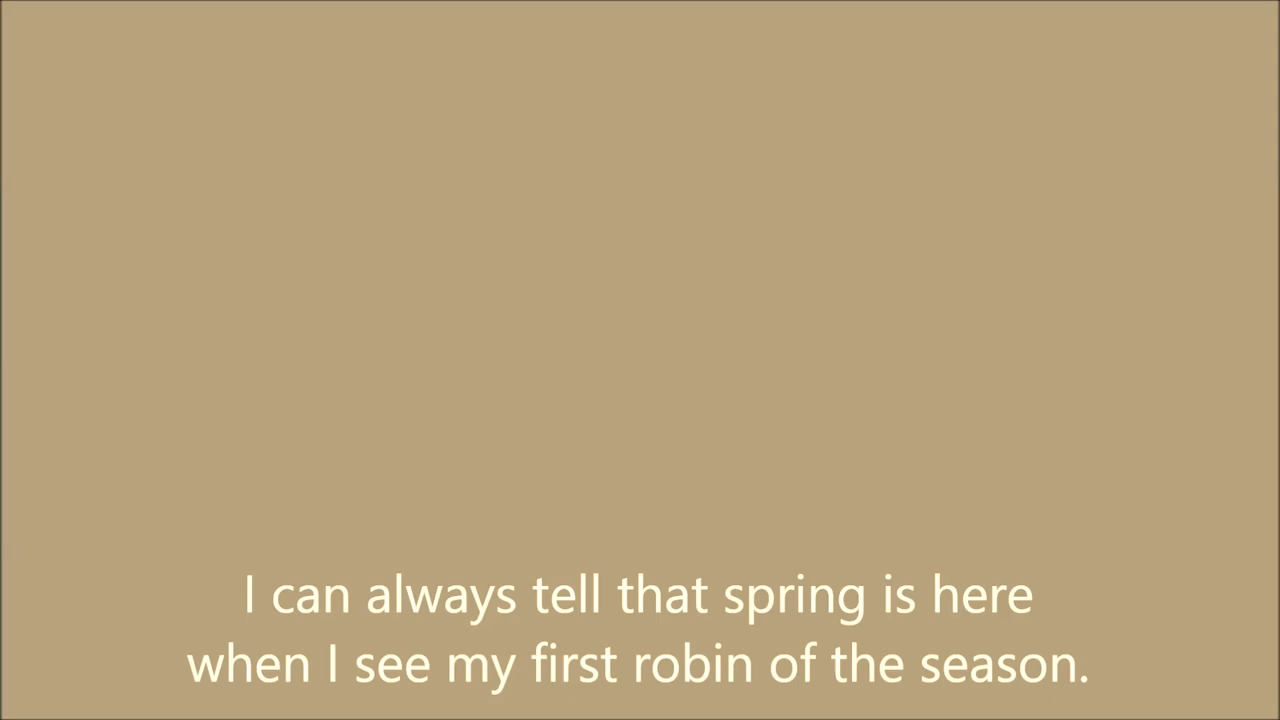 I can always tell that spring is here
when I see my first robin of the season.